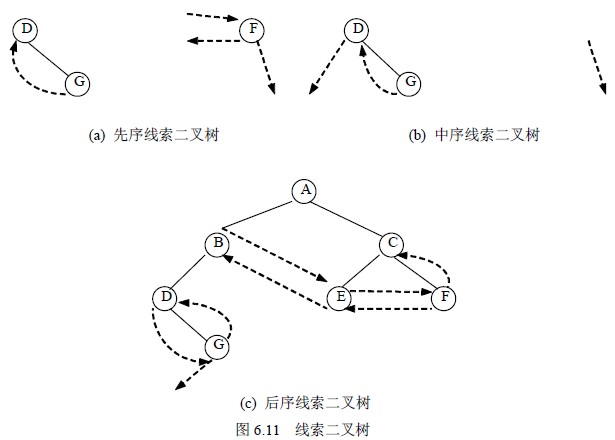 D F D
G G
(a) 先序线索二叉树 (b) 中序线索二叉树
A
B C
D E F
G
(c) 后序线索二叉树
图 6.11 线索二叉树